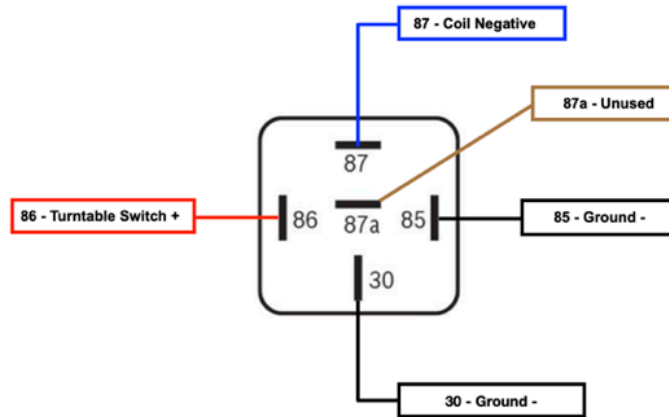 87 - Coil Negative
87a - Unused
87
86 - Turntable Switch +
86
87a
85
85 - Ground -
30
30 - Ground -